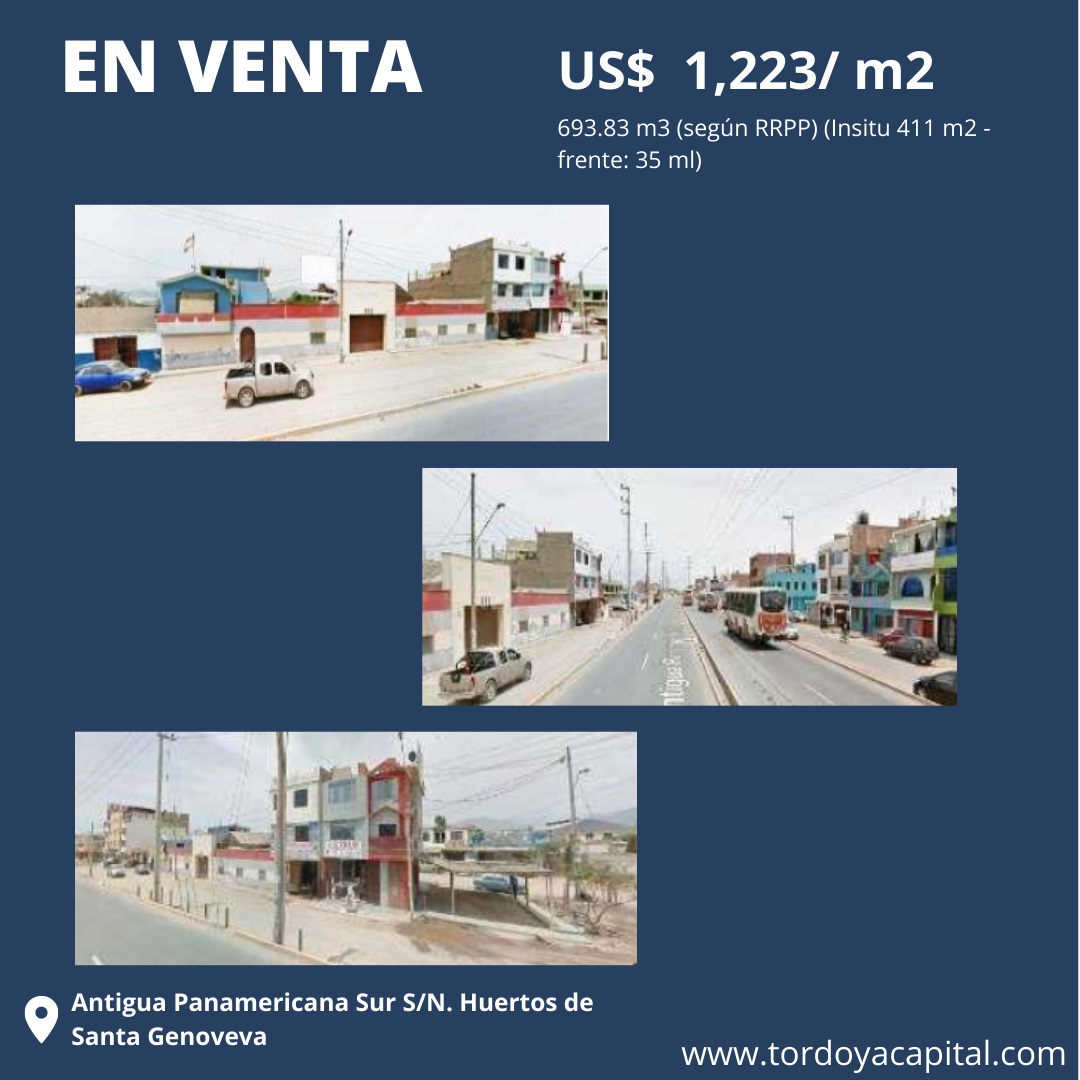 EN VENTA
US$ 1,223/ m2
693.83 m3 (según RRPP) (Insitu 411 m2 -
frente: 35 ml)
Antigua Panamericana Sur S/N. Huertos de
Santa Genoveva
www.tordoyacapital.com